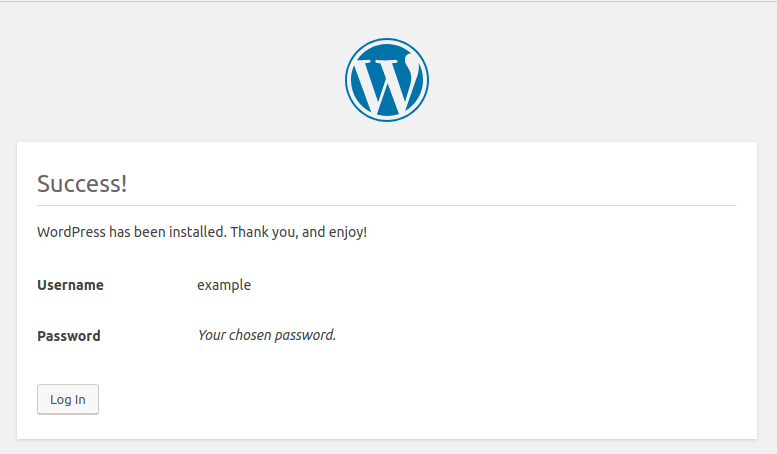 Success!
WordPress has been installed. Thank you, and enjoy!
Username example
Password Your chosen password.
Log In